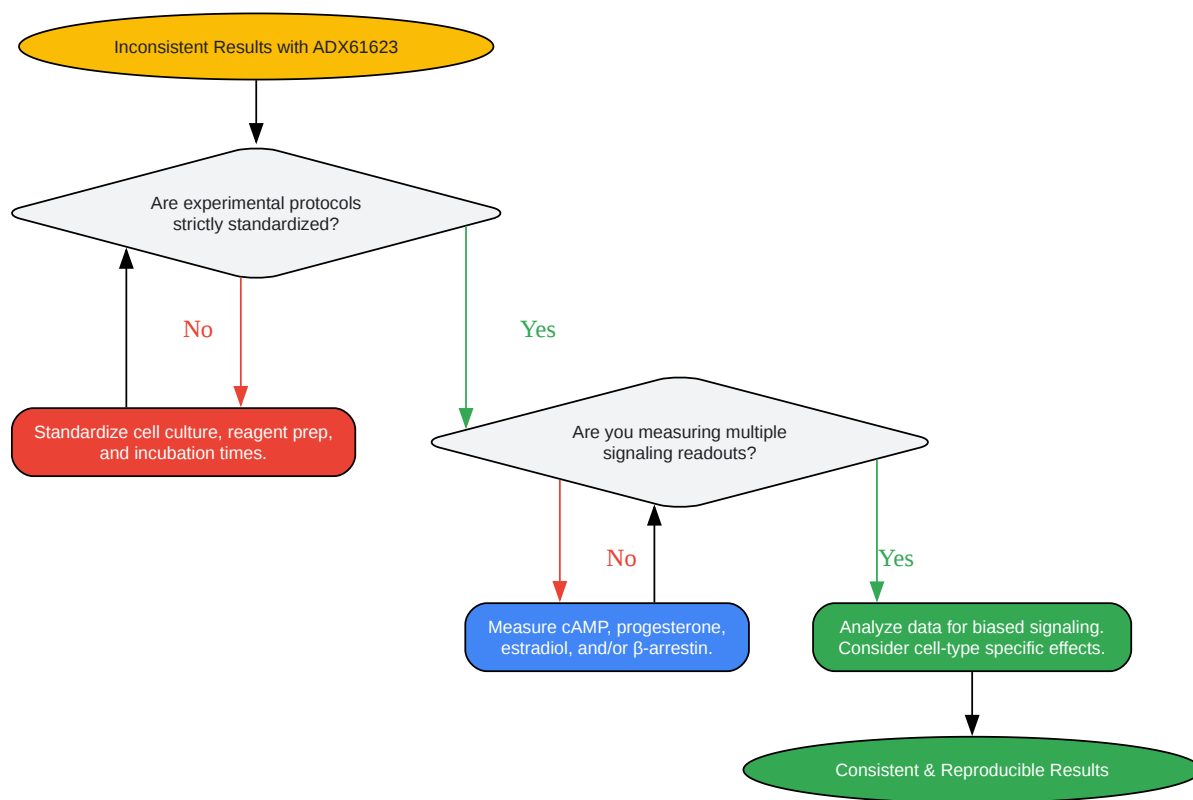 Inconsistent Results with ADX61623
Are experimental protocols
strictly standardized?
No
Yes
Standardize cell culture, reagent prep,
and incubation times.
Are you measuring multiple
signaling readouts?
No
Yes
Measure cAMP, progesterone,
estradiol, and/or β-arrestin.
Analyze data for biased signaling.
Consider cell-type specific effects.
Consistent & Reproducible Results